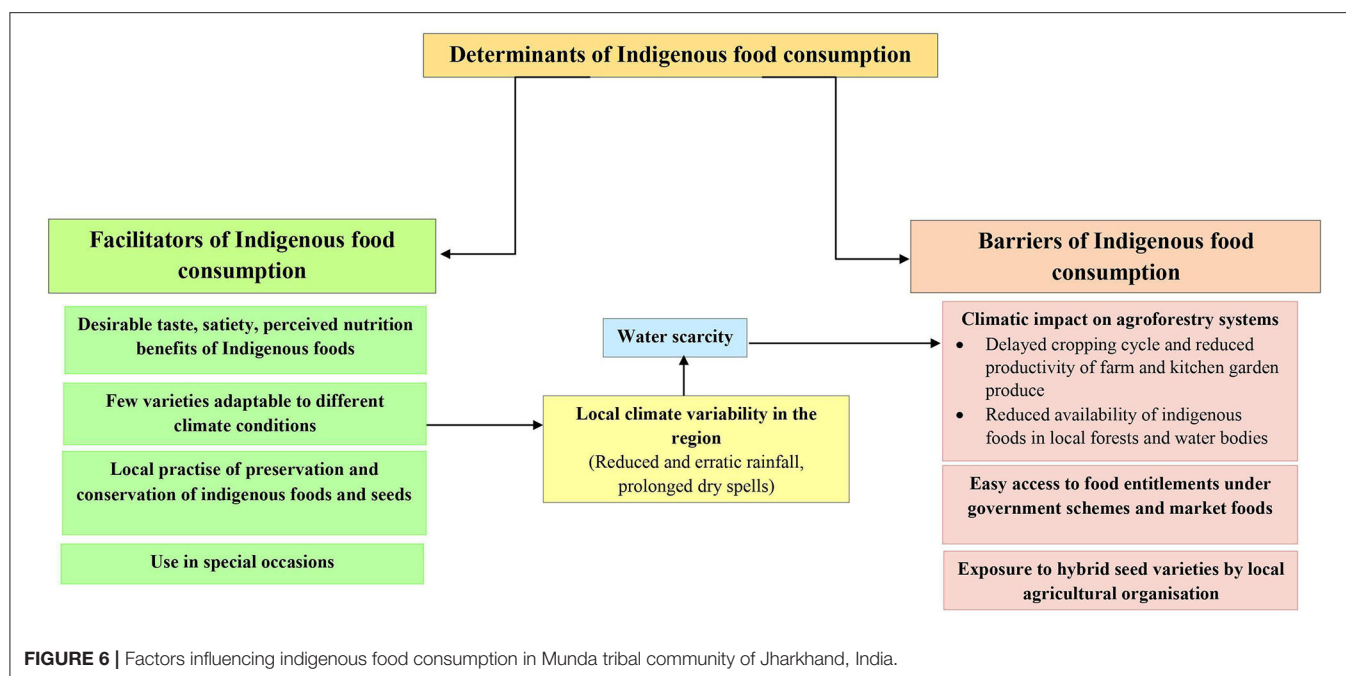 Determinants of Indigenous food consumption
Facilitators of Indigenous food
consumption
Desirable taste, satiety, perceived nutrition
benefits of Indigenous foods
Few varieties adaptable to different
climate conditions
Local practise of preservation and
conservation of indigenous foods and seeds
Use in special occasions
Water scarcity
Local climate variability in the
region
(Reduced and erratic rainfall,
prolonged dry spells)
Barriers of Indigenous food
consumption
Climatic impact on agroforestry systems
• Delayed cropping cycle and reduced
productivity of farm and kitchen garden
produce
• Reduced availability of indigenous
foods in local forests and water bodies
Easy access to food entitlements under
government schemes and market foods
Exposure to hybrid seed varieties by local
agricultural organisation
FIGURE 6 | Factors influencing indigenous food consumption in Munda tribal community of Jharkhand, India.